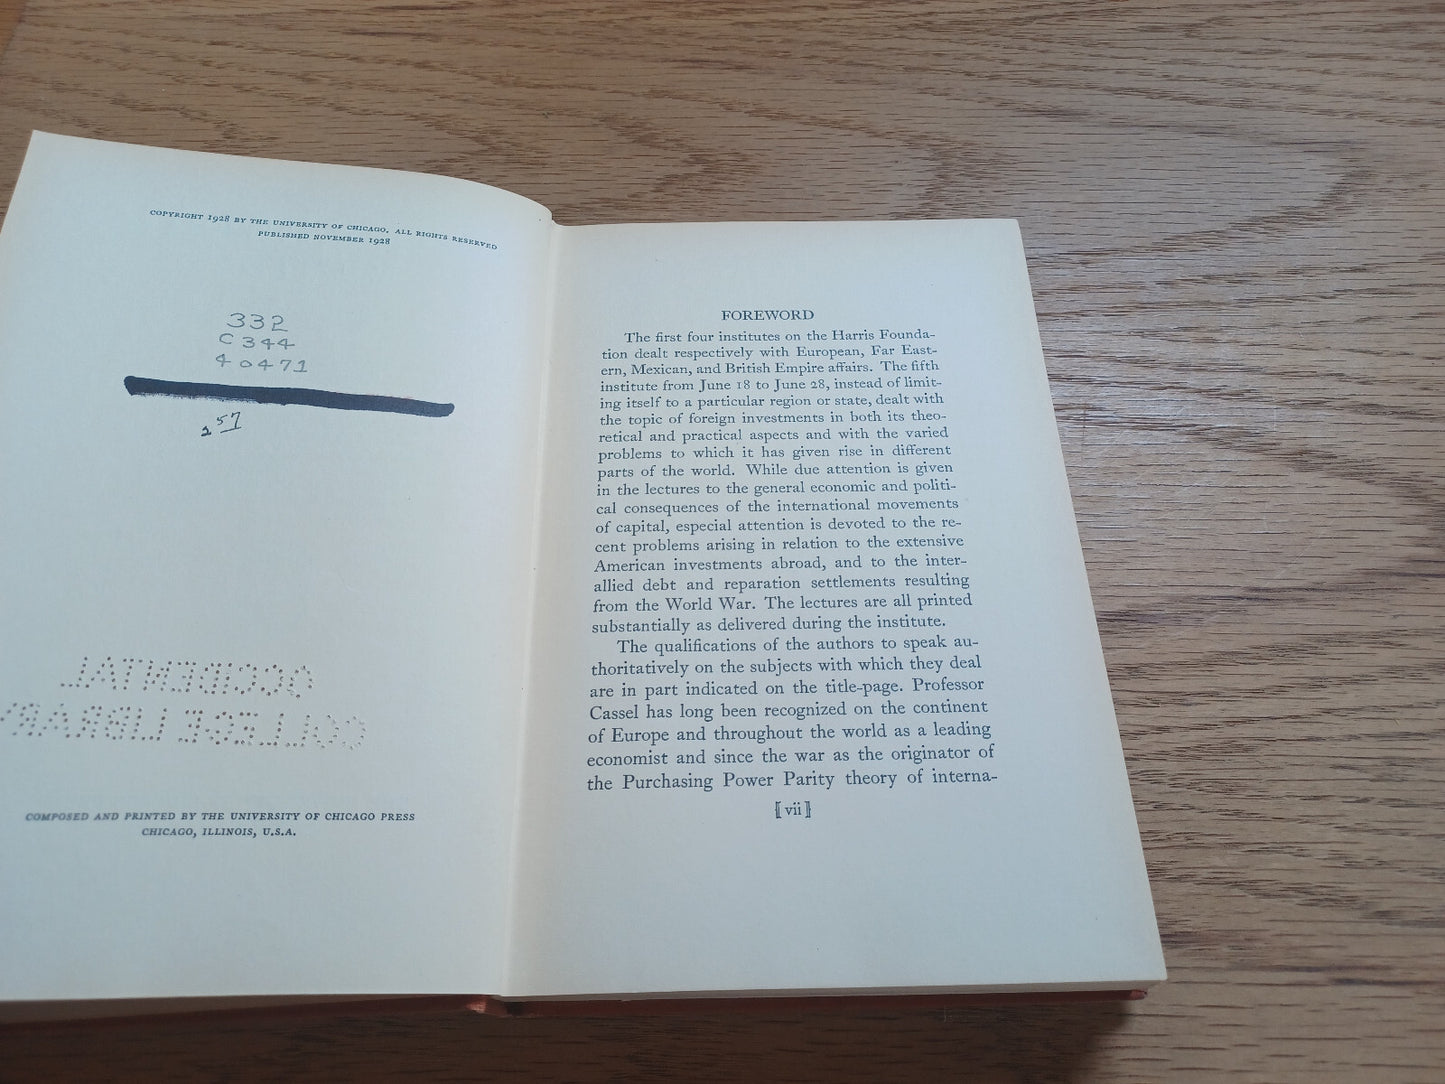 COPYRIGHT 1928 BY THE UNIVERSITY OF CHICAGO. ALL RIGHTS RESERVED
PUBLISHED NOVEMBER 1928
332
C344
40471
2 57
OCCIDENTAL
COLLEGE LIBRARY
COMPOSED AND PRINTED BY THE UNIVERSITY OF CHICAGO PRESS
CHICAGO, ILLINOIS, U.S.A.
FOREWORD
The first four institutes on the Harris Founda-
tion dealt respectively with European, Far East-
ern, Mexican, and British Empire affairs. The fifth
institute from June 18 to June 28, instead of limit-
ing itself to a particular region or state, dealt with
the topic of foreign investments in both its theo-
retical and practical aspects and with the varied
problems to which it has given rise in different
parts of the world. While due attention is given
in the lectures to the general economic and politi-
cal consequences of the international movements
of capital, especial attention is devoted to the re-
cent problems arising in relation to the extensive
American investments abroad, and to the inter-
allied debt and reparation settlements resulting
from the World War. The lectures are all printed
substantially as delivered during the institute.
The qualifications of the authors to speak au-
thoritatively on the subjects with which they deal
are in part indicated on the title-page. Professor
Cassel has long been recognized on the continent
of Europe and throughout the world as a leading
economist and since the war as the originator of
the Purchasing Power Parity theory of interna-
⟦ vii ⟧